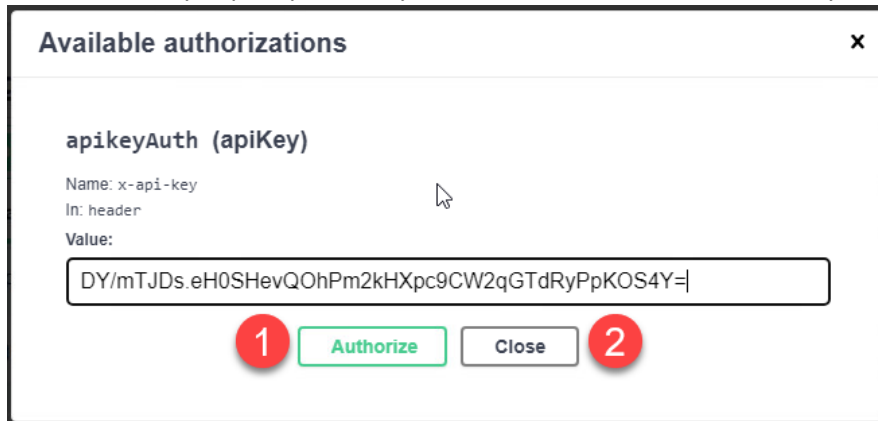 Available authorizations x
apikeyAuth (apiKey)
Name: x-api-key
In: header
Value:
DY/mTJDs.eH0SHevQOhPm2kHXpc9CW2qGTdRyPpKOS4Y=
1 Authorize Close 2